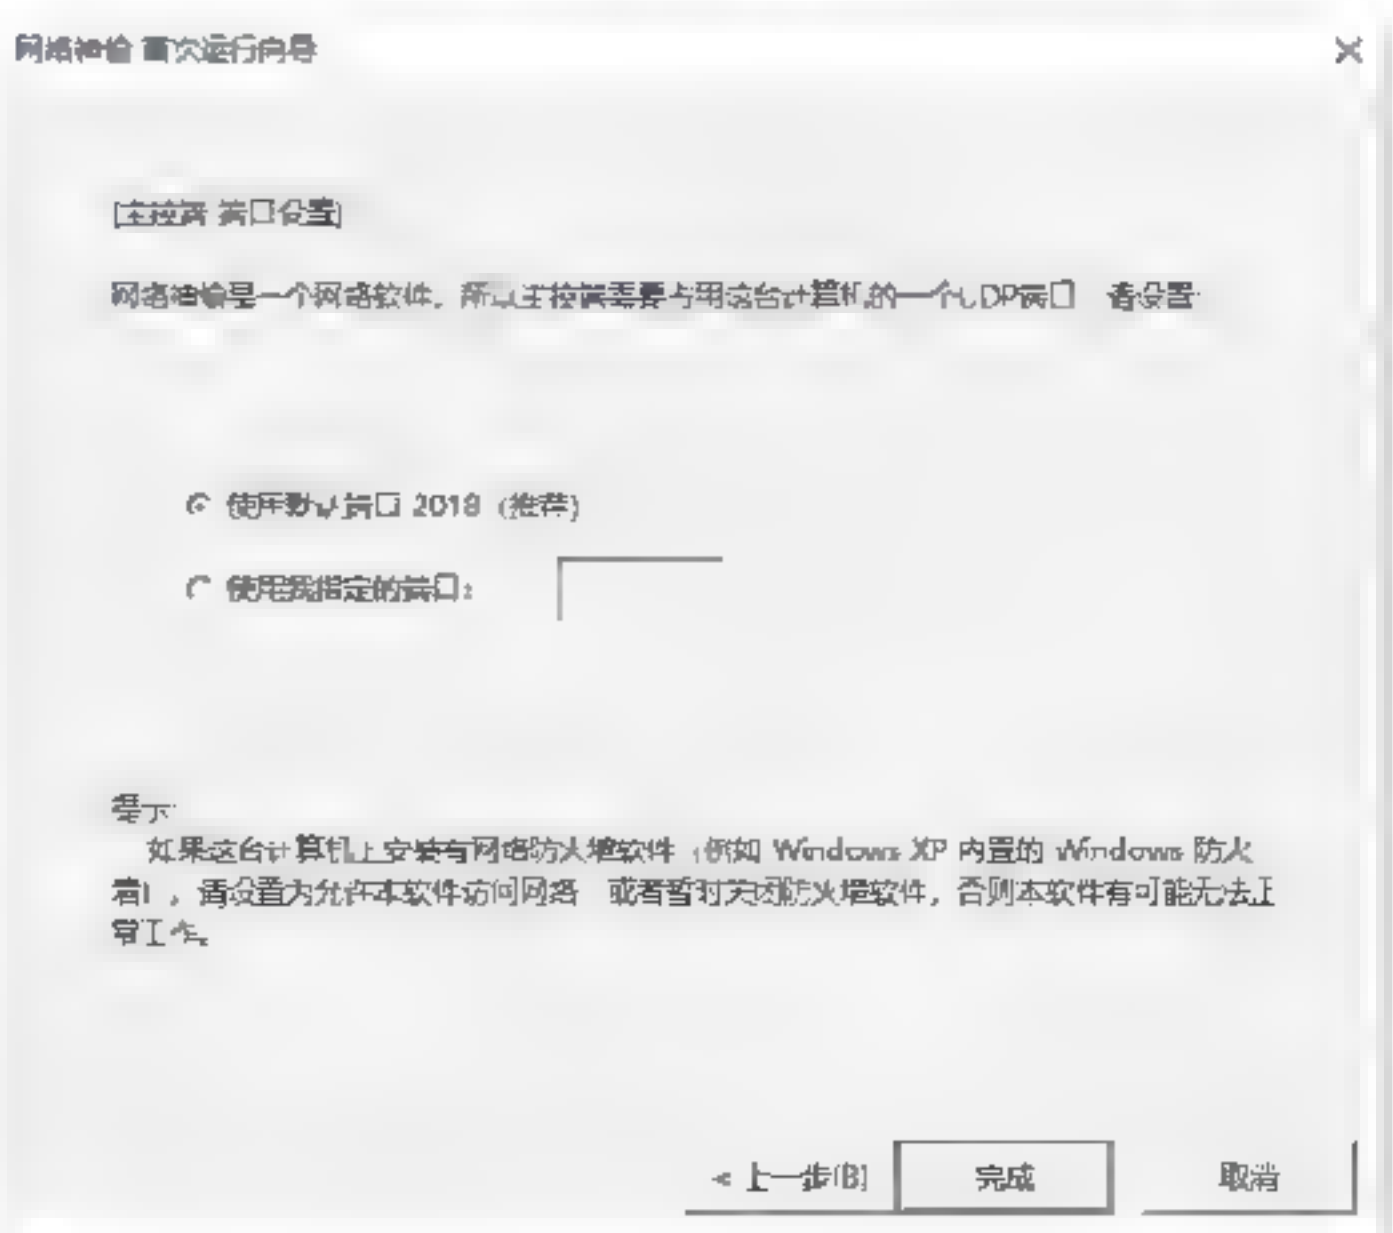 网络神偷 首次运行向导
[主控端 端口设置]
网络神偷是一个网络软件，所以主控端需要占用这台计算机的一个UDP端口，请设置：
使用默认端口 2018 (推荐)
使用我指定的端口：
提示：
如果这台计算机上安装有网络防火墙软件（例如 Windows XP 内置的 Windows 防火
墙），请设置为允许本软件访问网络，或者暂时关闭防火墙软件，否则本软件有可能无法正
常工作。
< 上一步(B)
完成
取消